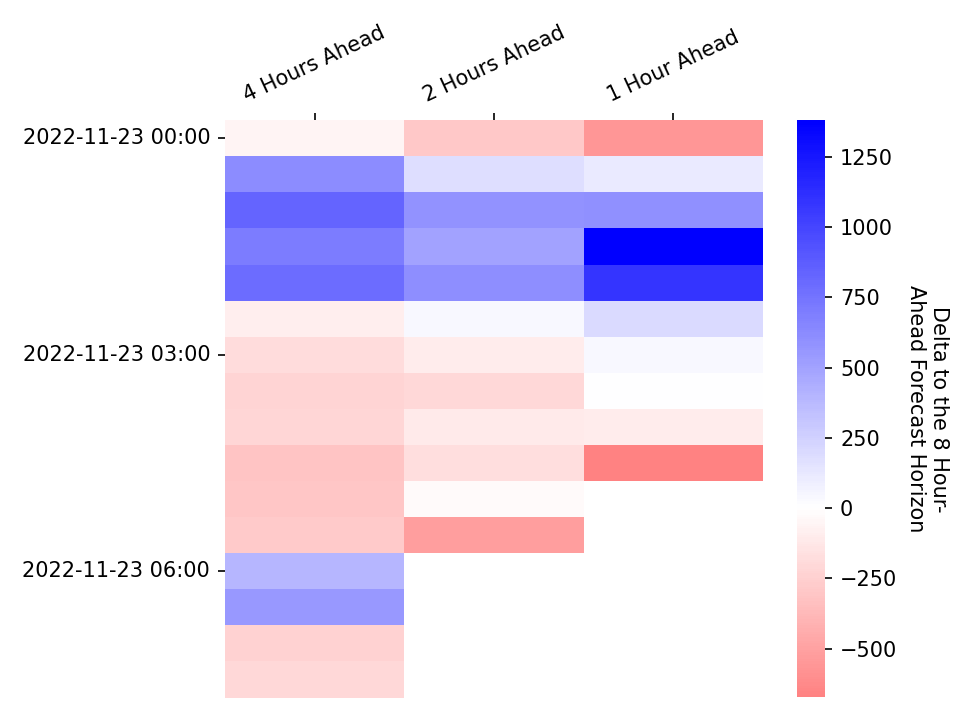 4 Hours Ahead
2 Hours Ahead
1 Hour Ahead
2022-11-23 00:00
2022-11-23 03:00
2022-11-23 06:00
1250
1000
750
500
250
0
−250
−500
Delta to the 8 Hour-
Ahead Forecast Horizon